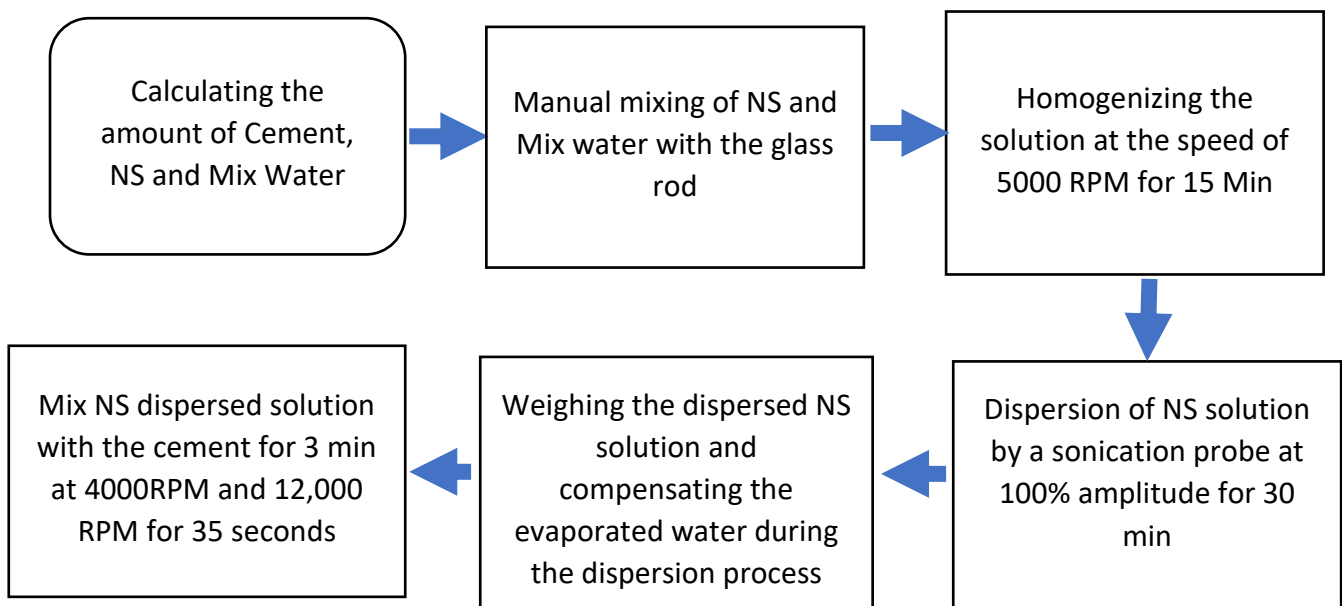 Calculating the
amount of Cement,
NS and Mix Water
Manual mixing of NS and
Mix water with the glass
rod
Homogenizing the
solution at the speed of
5000 RPM for 15 Min
Dispersion of NS solution
by a sonication probe at
100% amplitude for 30
min
Weighing the dispersed NS
solution and
compensating the
evaporated water during
the dispersion process
Mix NS dispersed solution
with the cement for 3 min
at 4000RPM and 12,000
RPM for 35 seconds